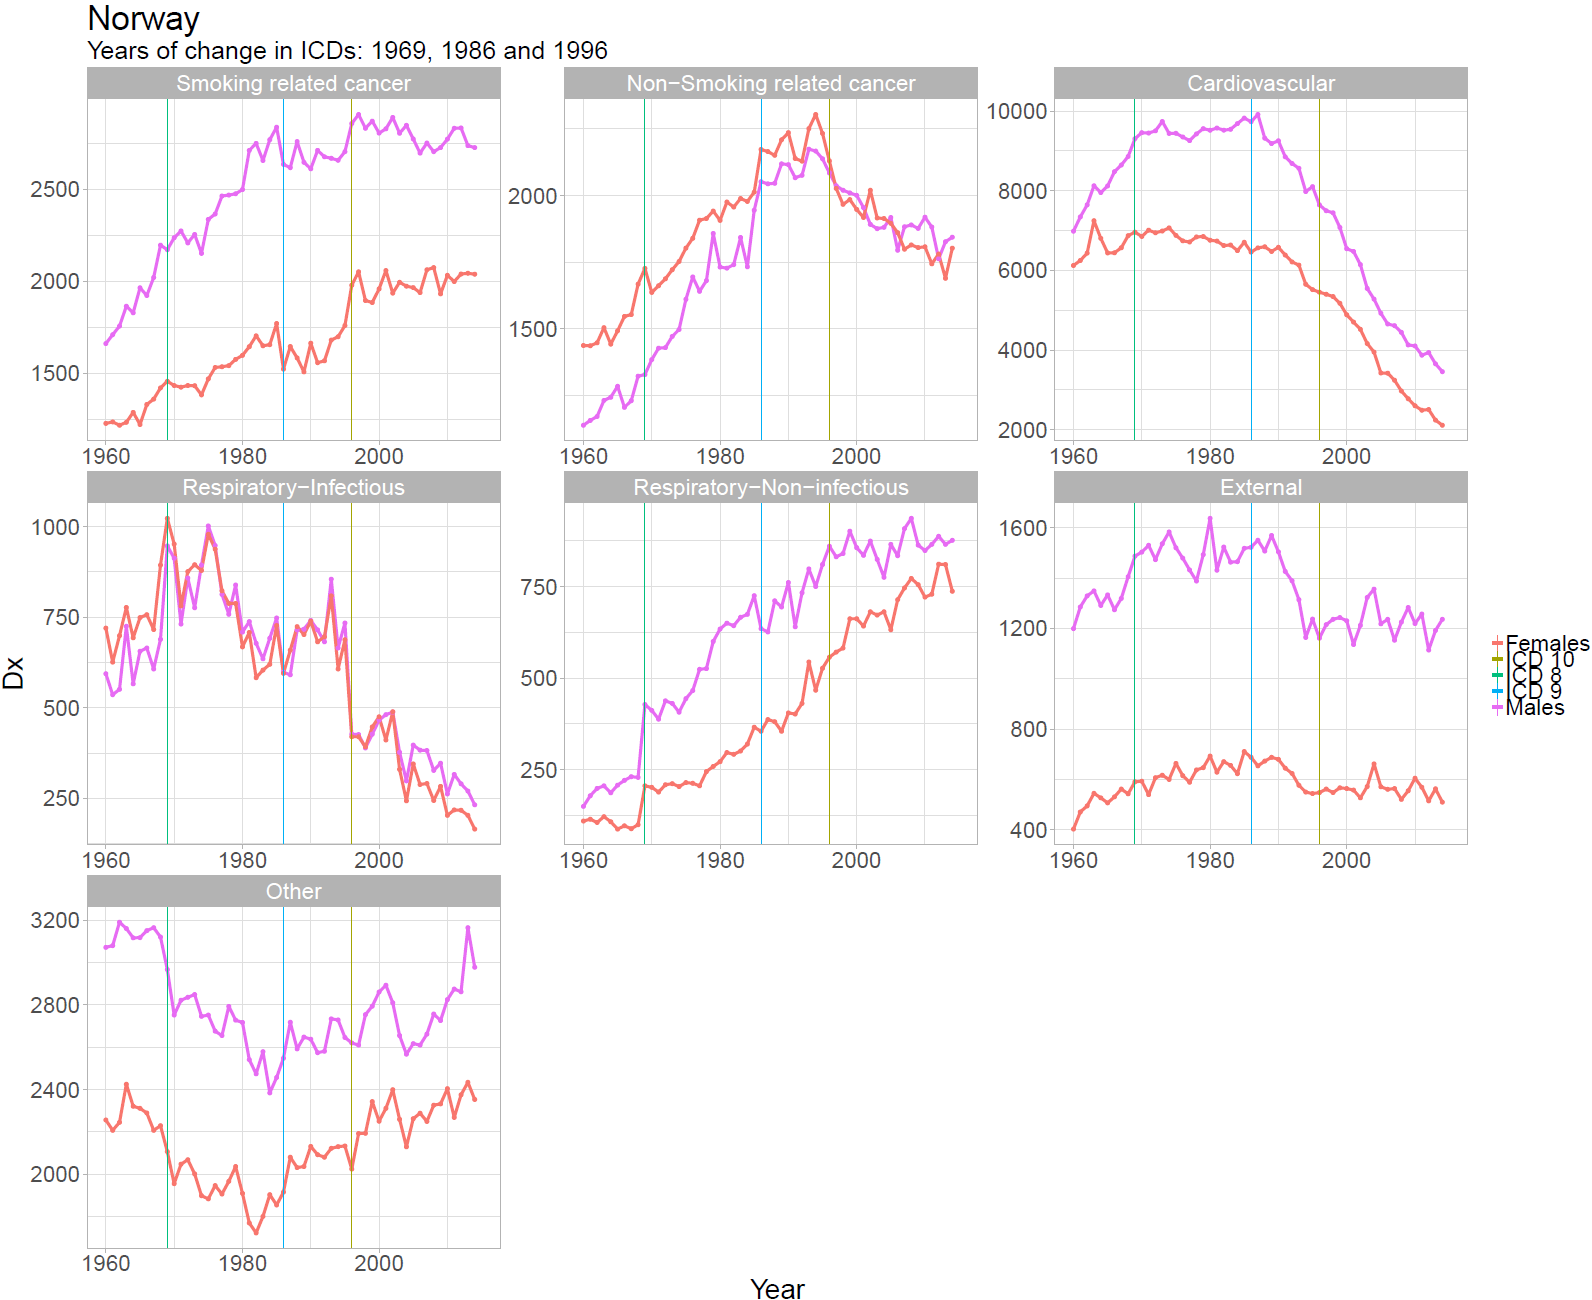 Norway
Years of change in ICDs: 1969, 1986 and 1996
Smoking related cancer
Non−Smoking related cancer
Cardiovascular
2500
2000
1500
1960 1980 2000
2000
1500
1960 1980 2000
10000
8000
6000
4000
2000
1960 1980 2000
Respiratory−Infectious
Respiratory−Non−infectious
External
1000
750
500
250
1960 1980 2000
750
500
250
1960 1980 2000
1600
1200
800
400
1960 1980 2000
Other
3200
2800
2400
2000
1960 1980 2000
Dx
Year
Females
ICD 10
ICD 8
ICD 9
Males